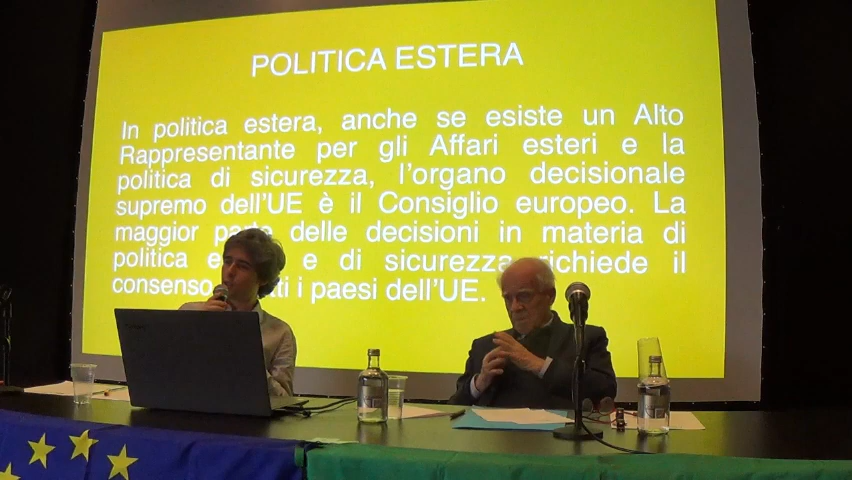 POLITICA ESTERA
In politica estera, anche se esiste un Alto
Rappresentante per gli Affari esteri e la
politica di sicurezza, l'organo decisionale
supremo dell'UE è il Consiglio europeo. La
maggior parte delle decisioni in materia di
politica e di sicurezza richiede il
consenso i paesi dell'UE.